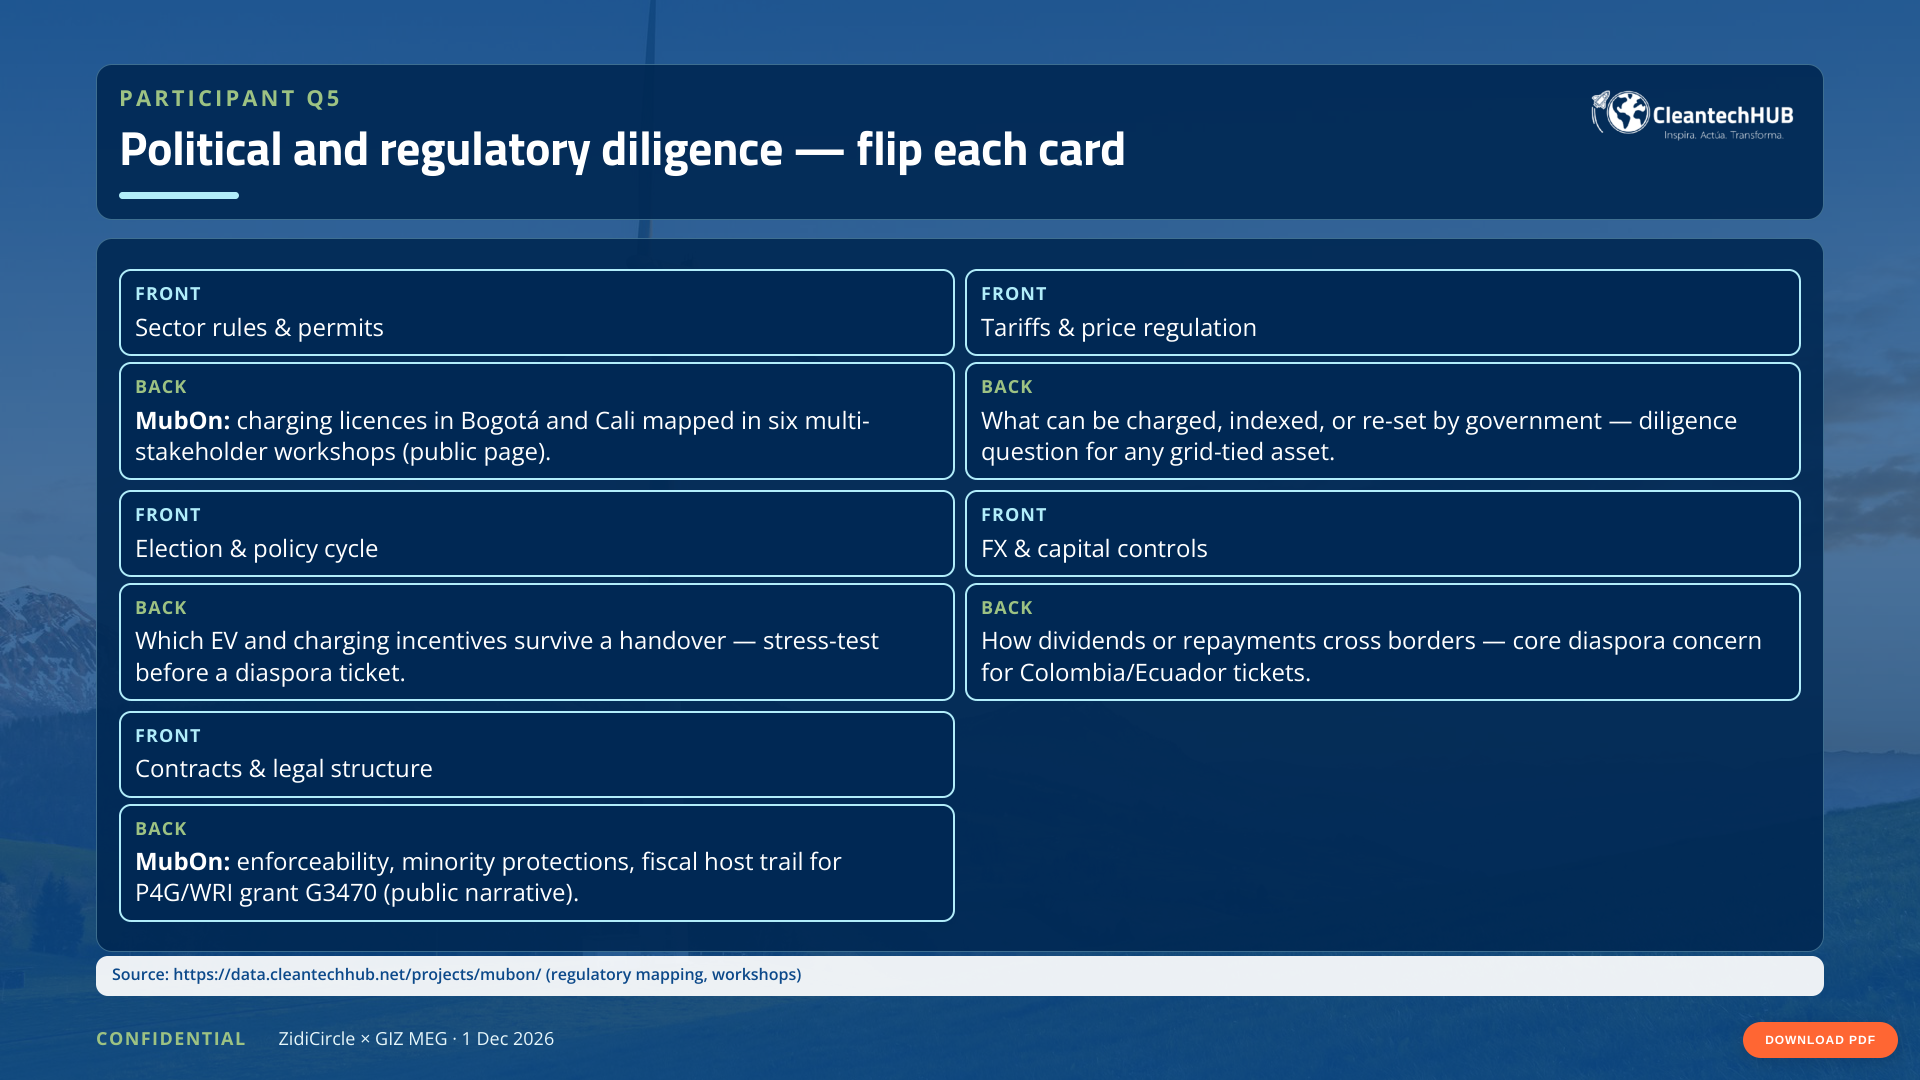 PARTICIPANT Q5
Political and regulatory diligence — flip each card
CleantechHUB
Inspira. Actúa. Transforma.
FRONT
Sector rules & permits
BACK
MubOn: charging licences in Bogotá and Cali mapped in six multi-
stakeholder workshops (public page).
FRONT
Tariffs & price regulation
BACK
What can be charged, indexed, or re-set by government — diligence
question for any grid-tied asset.
FRONT
Election & policy cycle
BACK
Which EV and charging incentives survive a handover — stress-test
before a diaspora ticket.
FRONT
FX & capital controls
BACK
How dividends or repayments cross borders — core diaspora concern
for Colombia/Ecuador tickets.
FRONT
Contracts & legal structure
BACK
MubOn: enforceability, minority protections, fiscal host trail for
P4G/WRI grant G3470 (public narrative).
Source: https://data.cleantechhub.net/projects/mubon/ (regulatory mapping, workshops)
CONFIDENTIAL
ZidiCircle × GIZ MEG · 1 Dec 2026
DOWNLOAD PDF